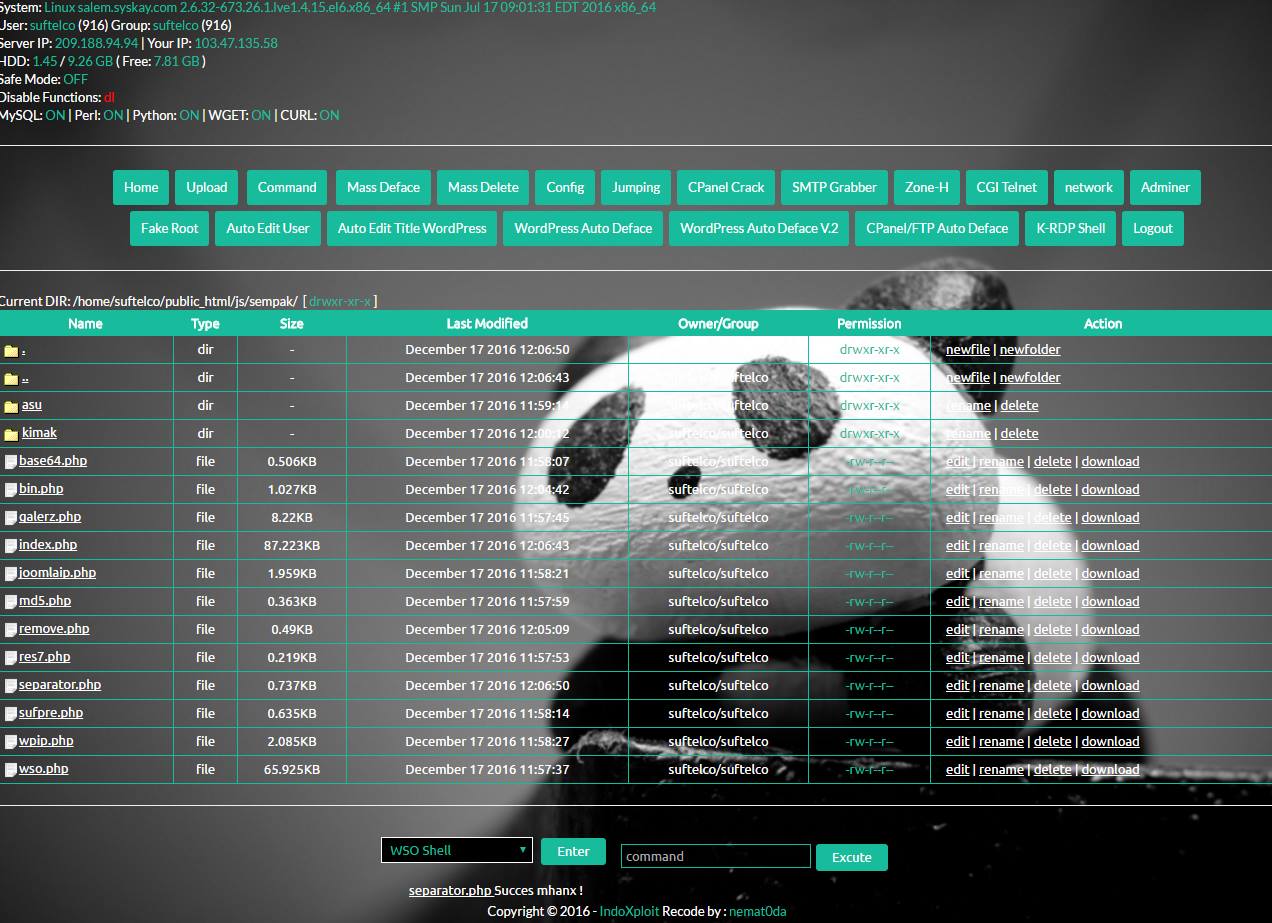 System: Linux salem.syskay.com 2.6.32-673.26.1.lve1.4.15.el6.x86_64 #1 SMP Sun Jul 17 09:01:31 EDT 2016 x86_64
User: suftelco (916) Group: suftelco (916)
Server IP: 209.188.94.94 | Your IP: 103.47.135.58
HDD: 1.45 / 9.26 GB ( Free: 7.81 GB )
Safe Mode: OFF
Disable Functions: dl
MySQL: ON | Perl: ON | Python: ON | WGET: ON | CURL: ON
Home Upload Command Mass Deface Mass Delete Config Jumping CPanel Crack SMTP Grabber Zone-H CGI Telnet network Adminer
Fake Root Auto Edit User Auto Edit Title WordPress WordPress Auto Deface WordPress Auto Deface V.2 CPanel/FTP Auto Deface K-RDP Shell Logout
Current DIR: /home/suftelco/public_html/js/sempak/ [ drwxr-xr-x ]
Name Type Size Last Modified Owner/Group Permission Action
. dir - December 17 2016 12:06:50 drwxr-xr-x newfile | newfolder
.. dir - December 17 2016 12:06:43 suftelco/suftelco drwxr-xr-x newfile | newfolder
asu dir - December 17 2016 11:59:14 suftelco/suftelco drwxr-xr-x rename | delete
kimak dir - December 17 2016 12:00:12 suftelco/suftelco drwxr-xr-x rename | delete
base64.php file 0.506KB December 17 2016 11:58:07 suftelco/suftelco -rw-r--r-- edit | rename | delete | download
bin.php file 1.027KB December 17 2016 12:04:42 suftelco/suftelco -rw-r--r-- edit | rename | delete | download
galerz.php file 8.22KB December 17 2016 11:57:45 suftelco/suftelco -rw-r--r-- edit | rename | delete | download
index.php file 87.223KB December 17 2016 12:06:43 suftelco/suftelco -rw-r--r-- edit | rename | delete | download
joomlaip.php file 1.959KB December 17 2016 11:58:21 suftelco/suftelco -rw-r--r-- edit | rename | delete | download
md5.php file 0.363KB December 17 2016 11:57:59 suftelco/suftelco -rw-r--r-- edit | rename | delete | download
remove.php file 0.49KB December 17 2016 12:05:09 suftelco/suftelco -rw-r--r-- edit | rename | delete | download
res7.php file 0.219KB December 17 2016 11:57:53 suftelco/suftelco -rw-r--r-- edit | rename | delete | download
separator.php file 0.737KB December 17 2016 12:06:50 suftelco/suftelco -rw-r--r-- edit | rename | delete | download
sufpre.php file 0.635KB December 17 2016 11:58:14 suftelco/suftelco -rw-r--r-- edit | rename | delete | download
wpip.php file 2.085KB December 17 2016 11:58:27 suftelco/suftelco -rw-r--r-- edit | rename | delete | download
wso.php file 65.925KB December 17 2016 11:57:37 suftelco/suftelco -rw-r--r-- edit | rename | delete | download
WSO Shell Enter command Excute
separator.php Succes mhanx !
Copyright © 2016 - IndoXploit Recode by : nemat0da